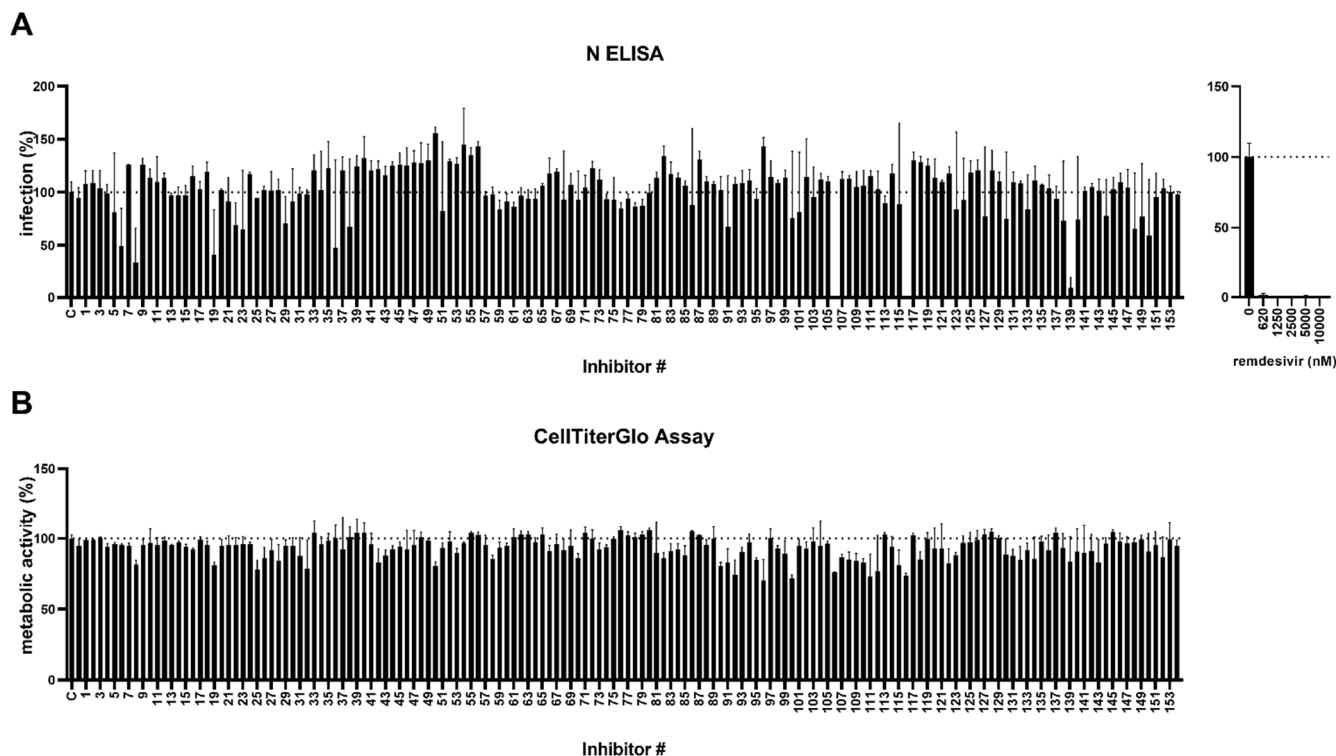 A
N ELISA
infection (%)
200
150
100
50
0
C 1 3 5 7 9 11 13 15 17 19 21 23 25 27 29 31 33 35 37 39 41 43 45 47 49 51 53 55 57 59 61 63 65 67 69 71 73 75 77 79 81 83 85 87 89 91 93 95 97 99 101 103 105 107 109 111 113 115 117 119 121 123 125 127 129 131 133 135 137 139 141 143 145 147 149 151 153
Inhibitor #
150
100
50
0
0 620 1250 2500 5000 10000
remdesivir (nM)
B
CellTiterGlo Assay
metabolic activity (%)
150
100
50
0
C 1 3 5 7 9 11 13 15 17 19 21 23 25 27 29 31 33 35 37 39 41 43 45 47 49 51 53 55 57 59 61 63 65 67 69 71 73 75 77 79 81 83 85 87 89 91 93 95 97 99 101 103 105 107 109 111 113 115 117 119 121 123 125 127 129 131 133 135 137 139 141 143 145 147 149 151 153
Inhibitor #